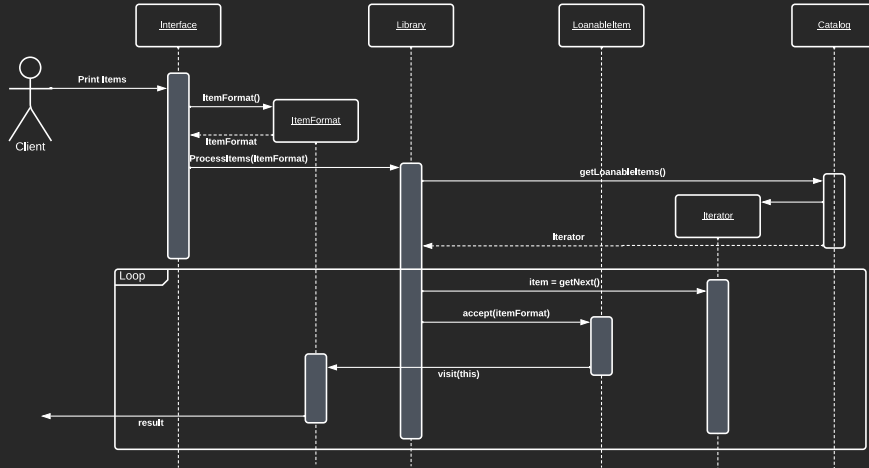 Interface
Library
LoanableItem
Catalog
Print Items
Client
ItemFormat()
ItemFormat
ItemFormat
ProcessItems(ItemFormat)
getLoanableItems()
Iterator
Iterator
Loop
item = getNext()
accept(itemFormat)
visit(this)
result